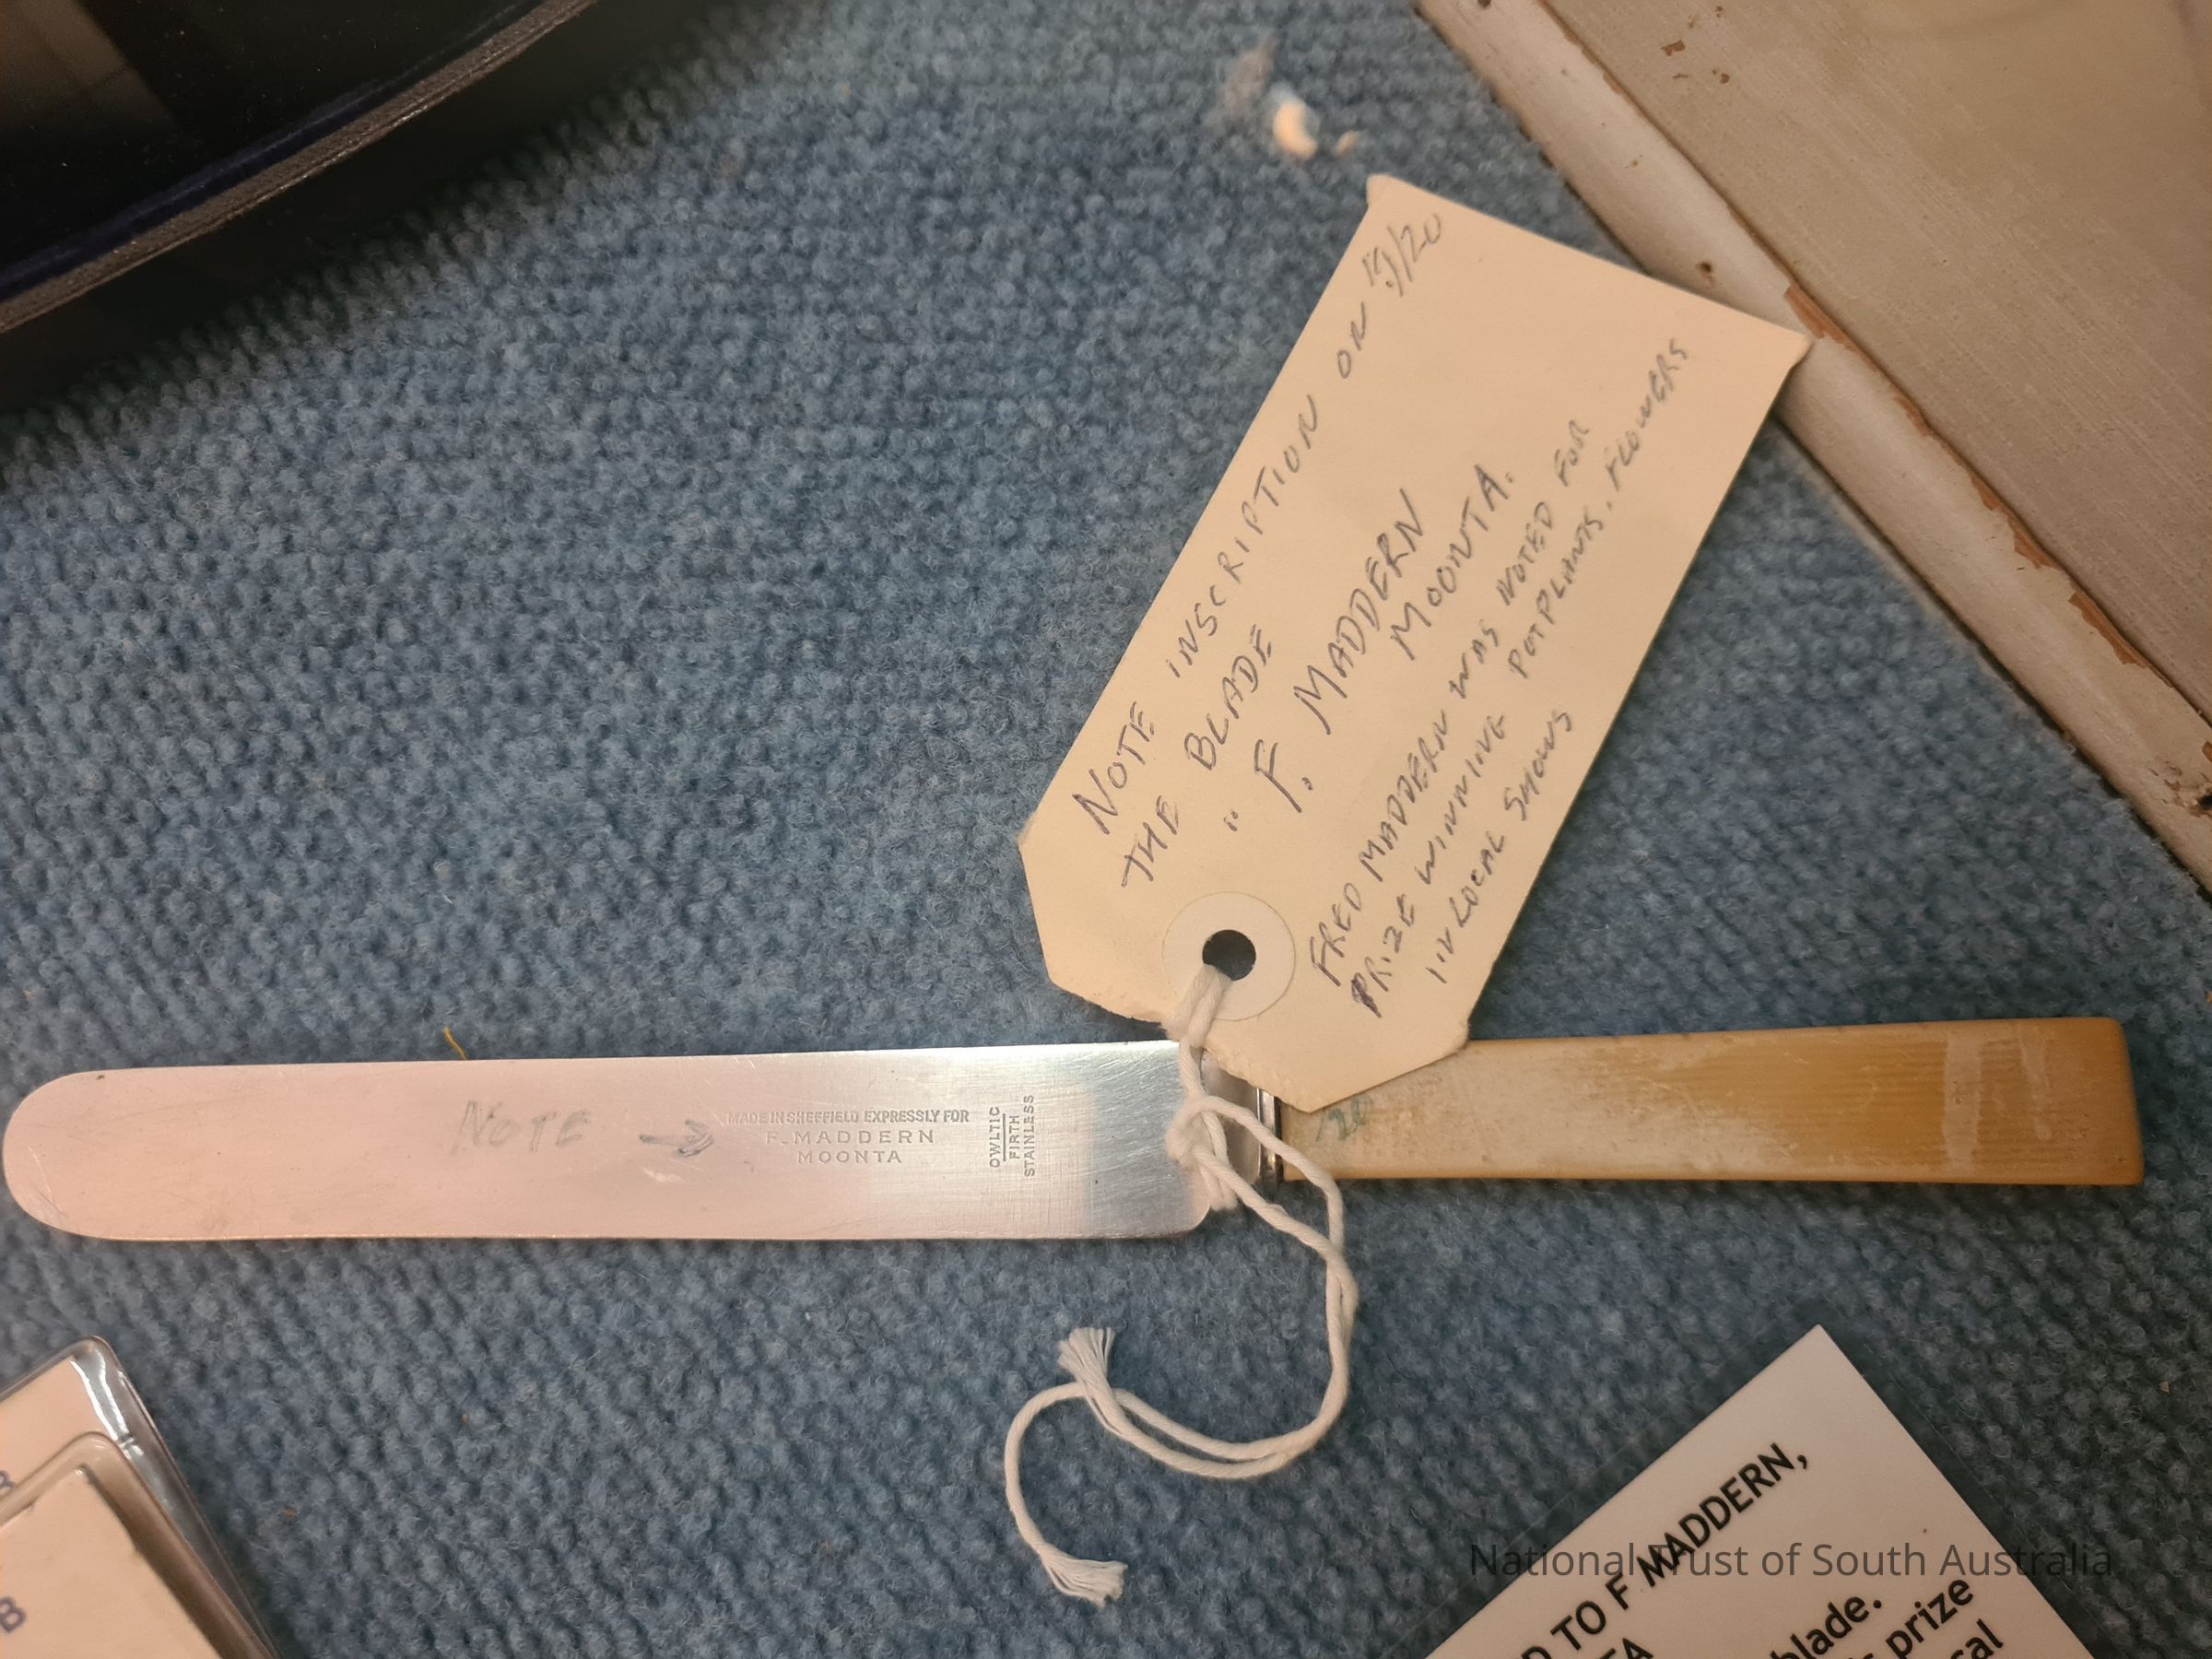 NOTE INSCRIPTION ON 19/20
THE BLADE
" F. MADDERN
MOONTA.
FRED MADDERN WAS NOTED FOR
PRIZE WINNING POTPLANTS. FLOWERS
IN LOCAL SHOWS
NOTE →
MADE IN SHEFFIELD EXPRESSLY FOR
F. MADDERN
MOONTA
OWLTIC
FIRTH
STAINLESS
20
D TO F MADDERN,
TA
blade.
prize
cal
B
B
National Trust of South Australia